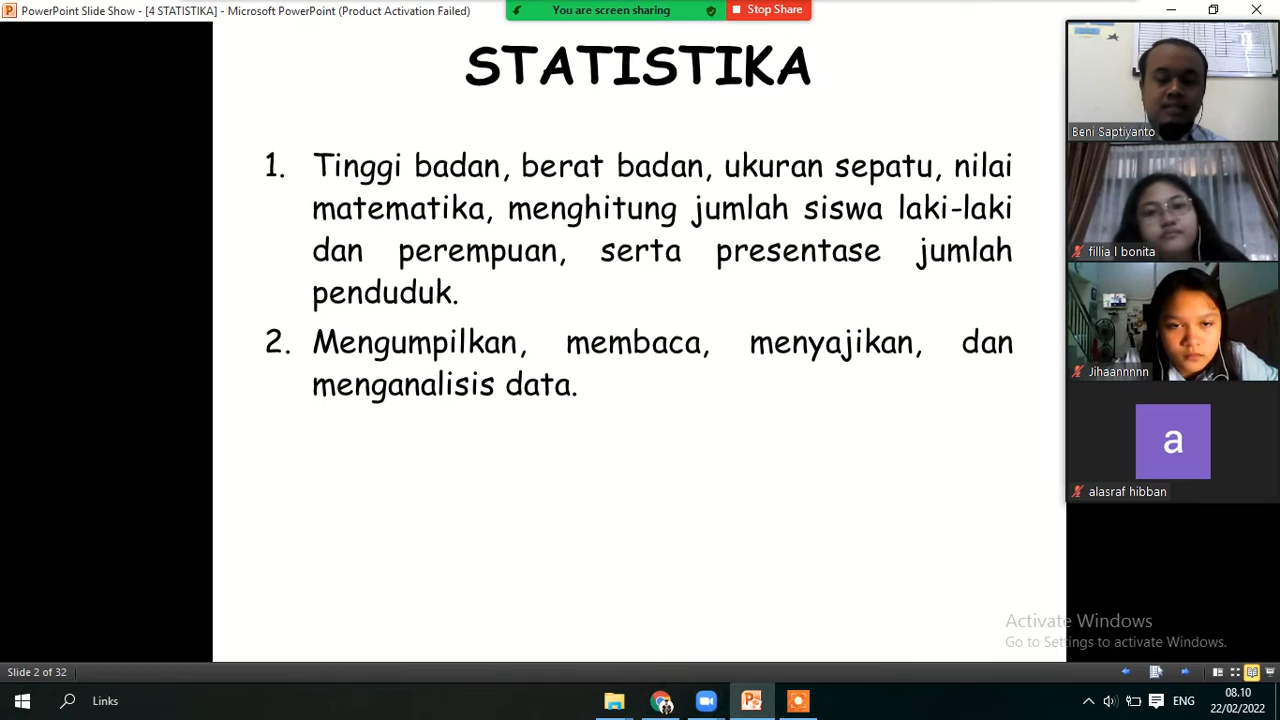 PowerPoint Slide Show - [4 STATISTIKA] - Microsoft PowerPoint (Product Activation Failed)
You are screen sharing
Stop Share
STATISTIKA
1. Tinggi badan, berat badan, ukuran sepatu, nilai
matematika, menghitung jumlah siswa laki-laki
dan perempuan, serta presentase jumlah
penduduk.
2. Mengumpilkan, membaca, menyajikan, dan
menganalisis data.
Beni Saptiyanto
fillia l bonita
Jihaannnnn
a
alasraf hibban
Activate Windows
Go to Settings to activate Windows.
Slide 2 of 32
Links
ENG
08.10
22/02/2022